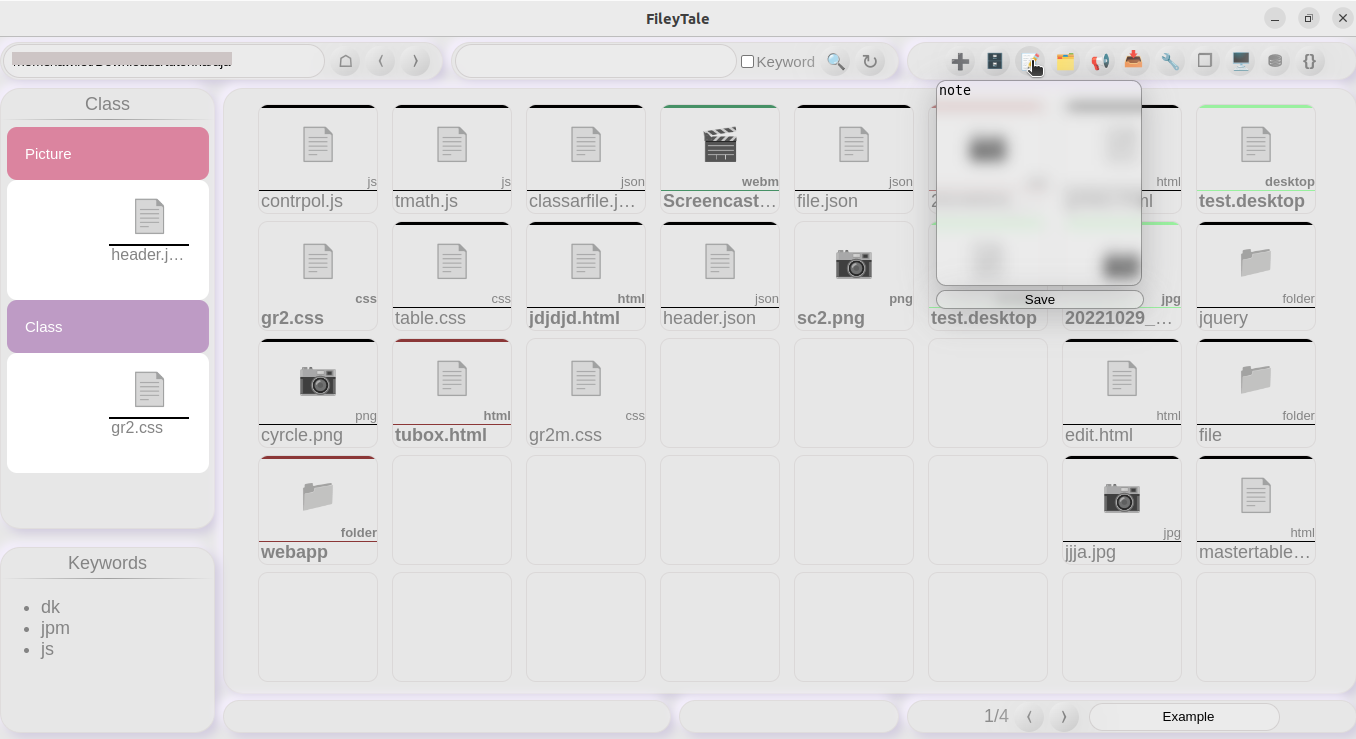 FileyTale
Keyword
Class
Picture
header.j…
Class
gr2.css
Keywords
dk
jpm
js
note
Save
js
contrpol.js
js
tmath.js
json
classarfile.j…
webm
Screencast…
json
file.json
html
desktop
test.desktop
css
gr2.css
css
table.css
html
jdjdjd.html
json
header.json
png
sc2.png
test.desktop
jpg
20221029_…
folder
jquery
png
cyrcle.png
html
tubox.html
css
gr2m.css
html
edit.html
folder
file
folder
webapp
jpg
jjja.jpg
html
mastertable…
1/4
Example